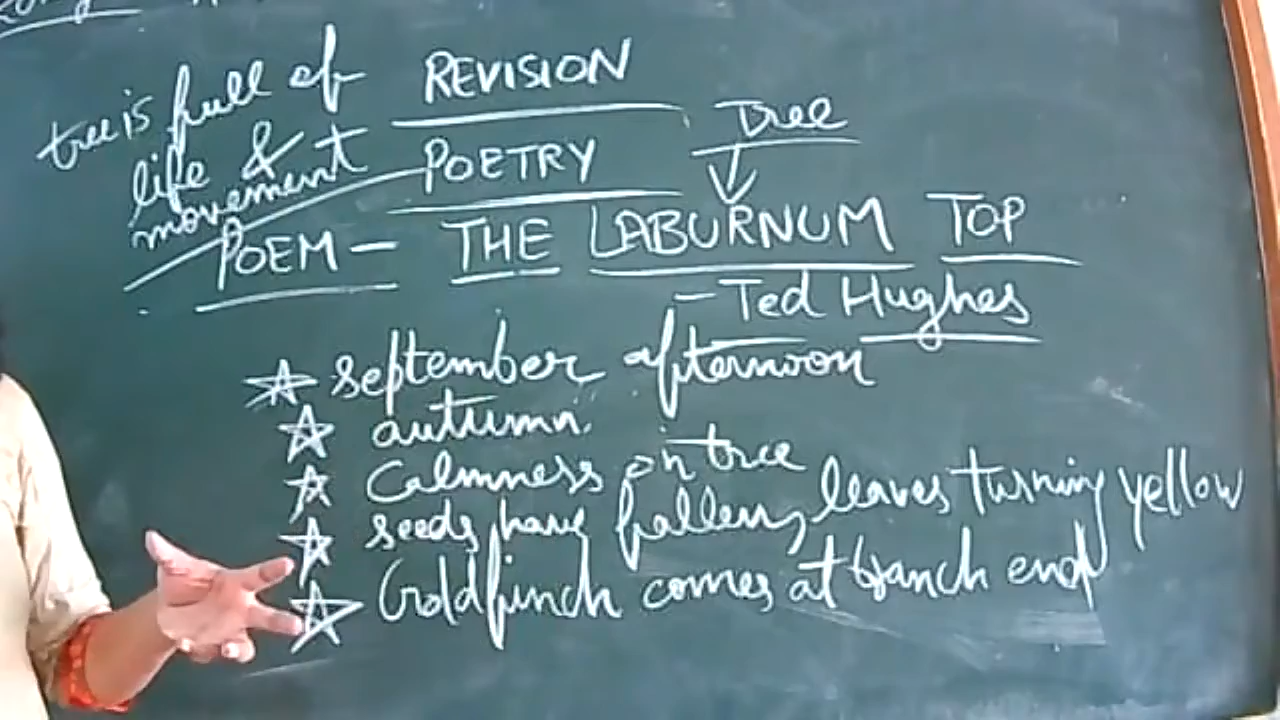 REVISION
POETRY
tree is full of
life &
movement
Tree
POEM - THE LABURNUM TOP
- Ted Hughes
september afternoon
autumn.
Calmness on tree
seeds have fallen, leaves turning yellow
Goldfinch comes at branch end